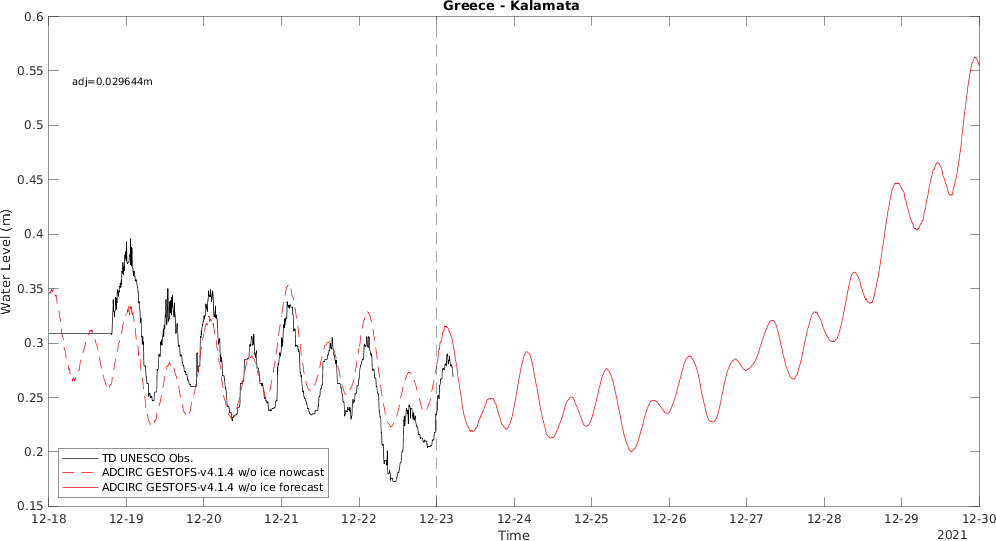 Greece - Kalamata
0.6
0.55
0.5
0.45
0.4
0.35
0.3
0.25
0.2
0.15
Water Level (m)
adj=0.029644m
TD UNESCO Obs.
ADCIRC GESTOFS-v4.1.4 w/o ice nowcast
ADCIRC GESTOFS-v4.1.4 w/o ice forecast
12-18 12-19 12-20 12-21 12-22 12-23 12-24 12-25 12-26 12-27 12-28 12-29 12-30
Time
2021